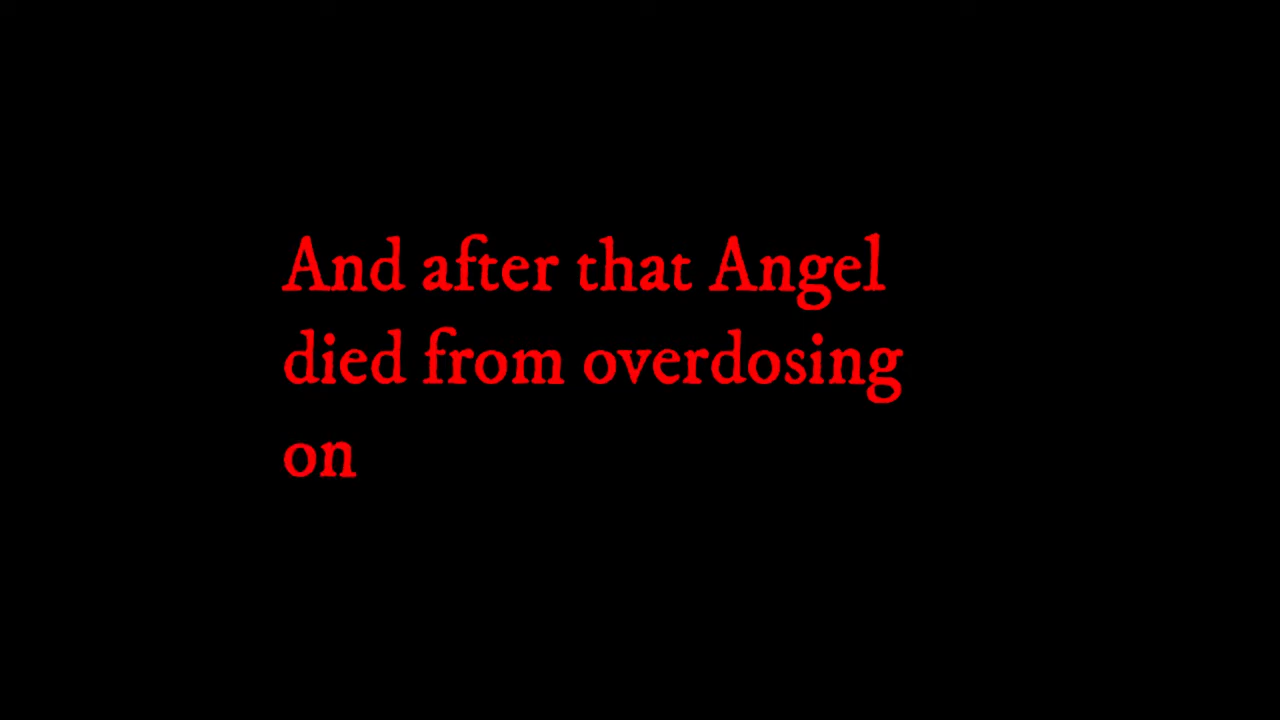 And after that Angel
died from overdosing
on